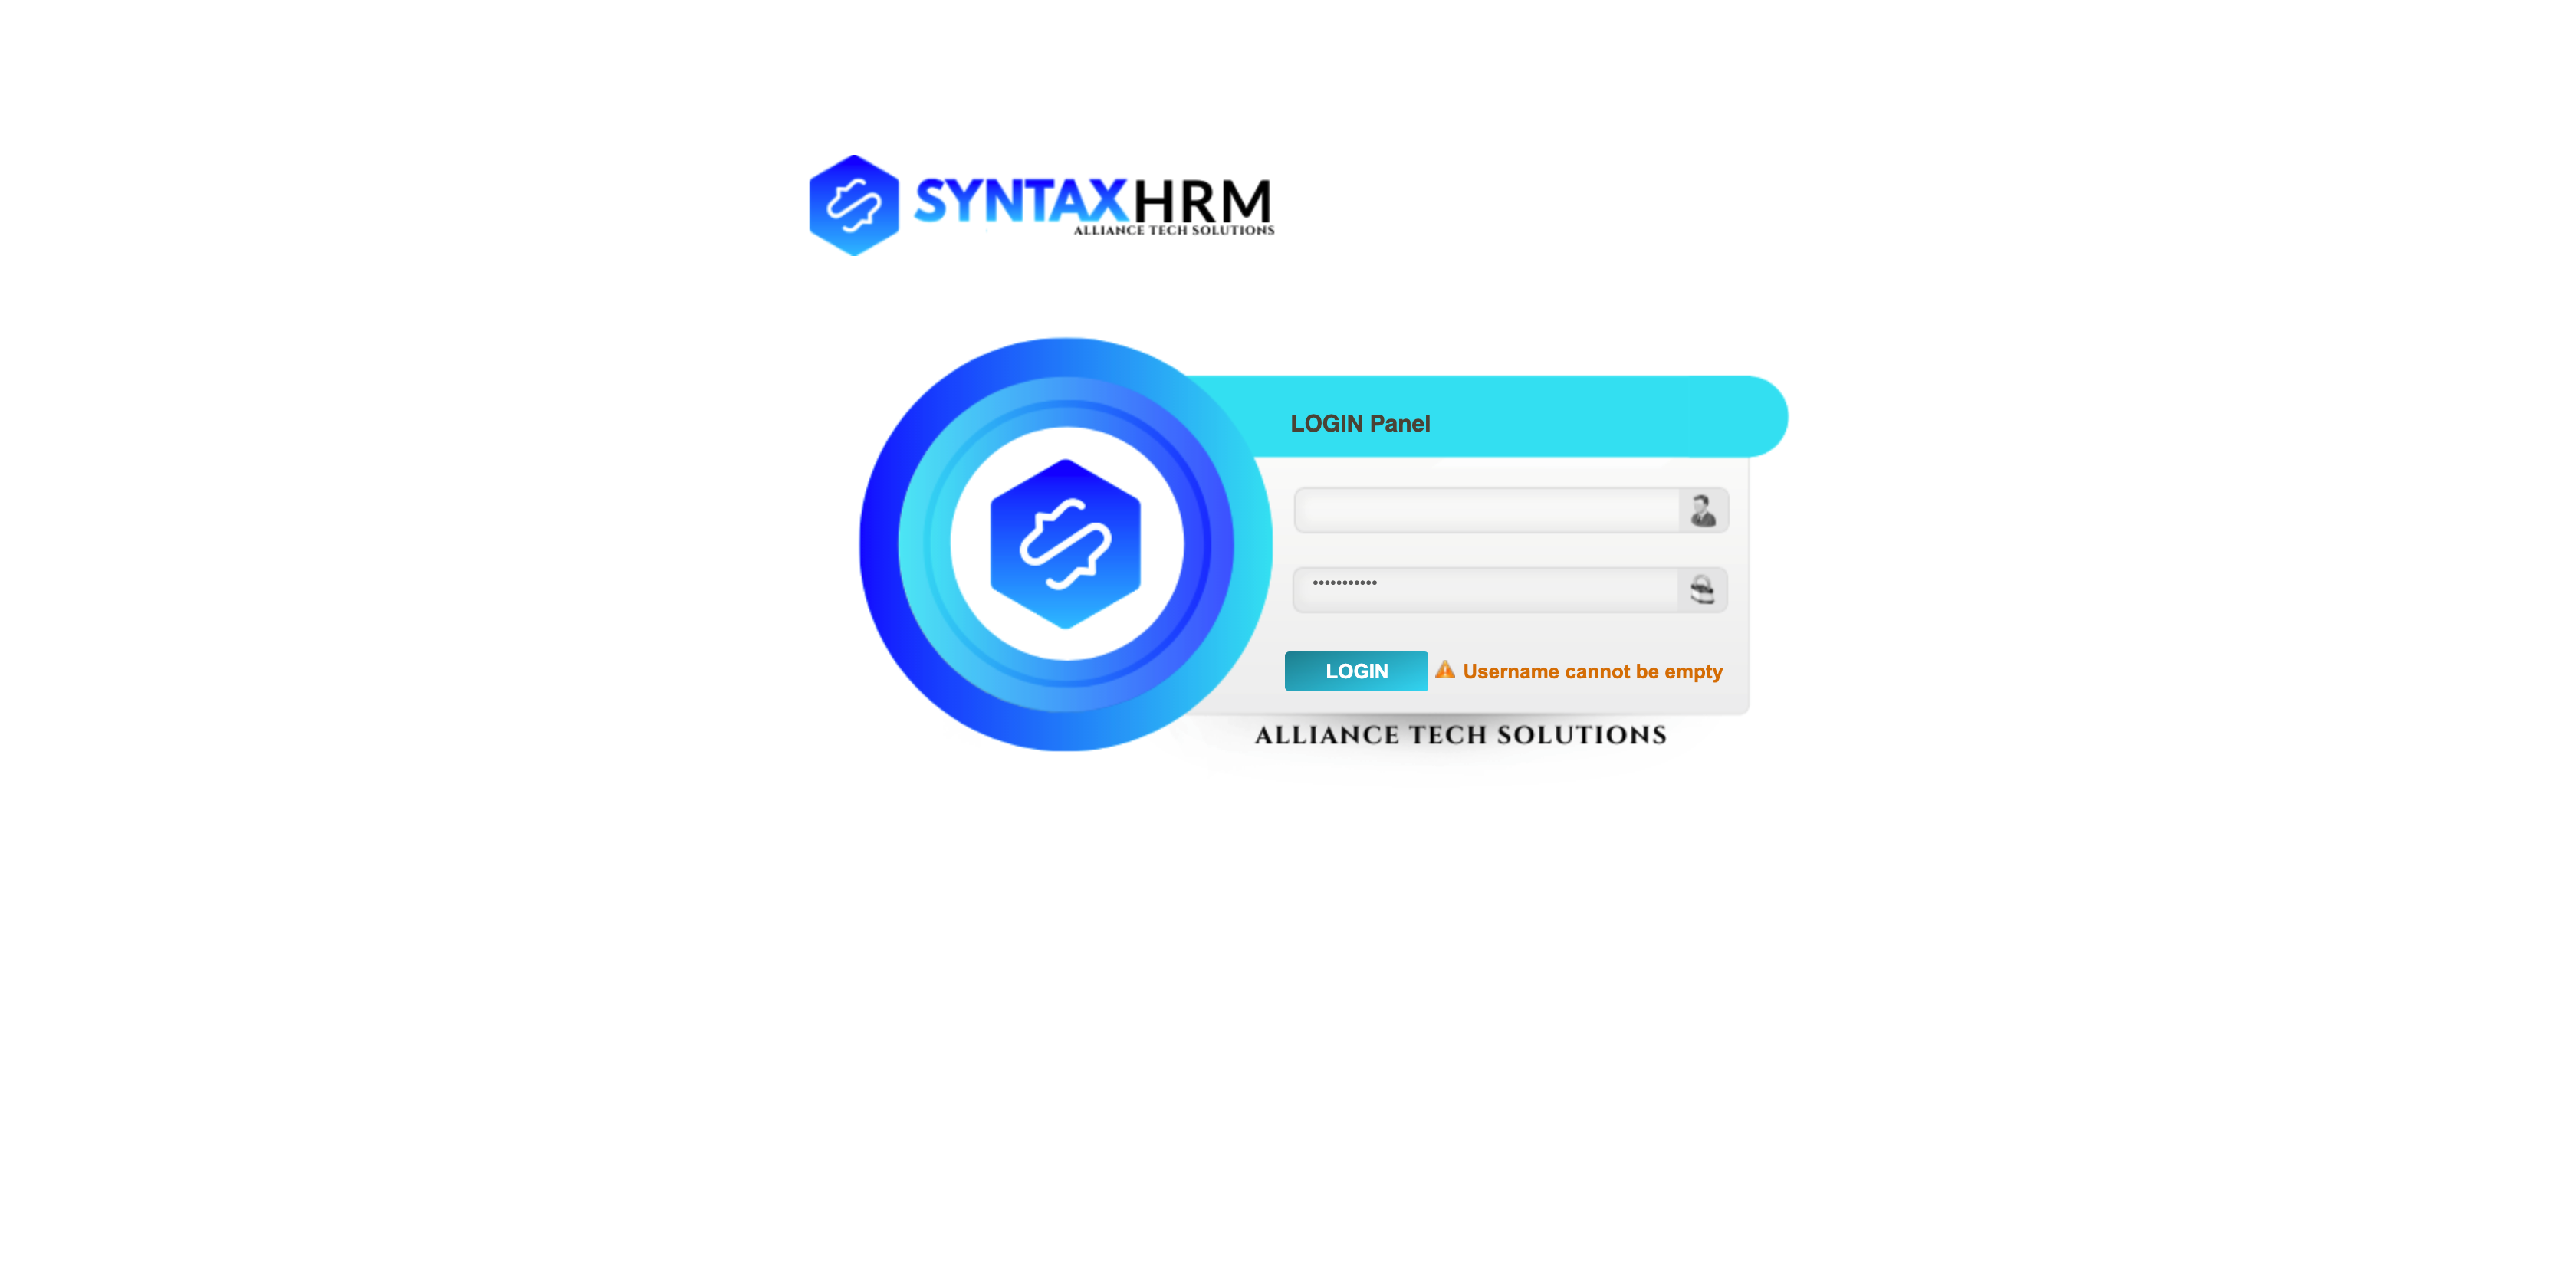 SYNTAXHRM
ALLIANCE TECH SOLUTIONS
LOGIN Panel
•••••••••••
LOGIN
Username cannot be empty
ALLIANCE TECH SOLUTIONS